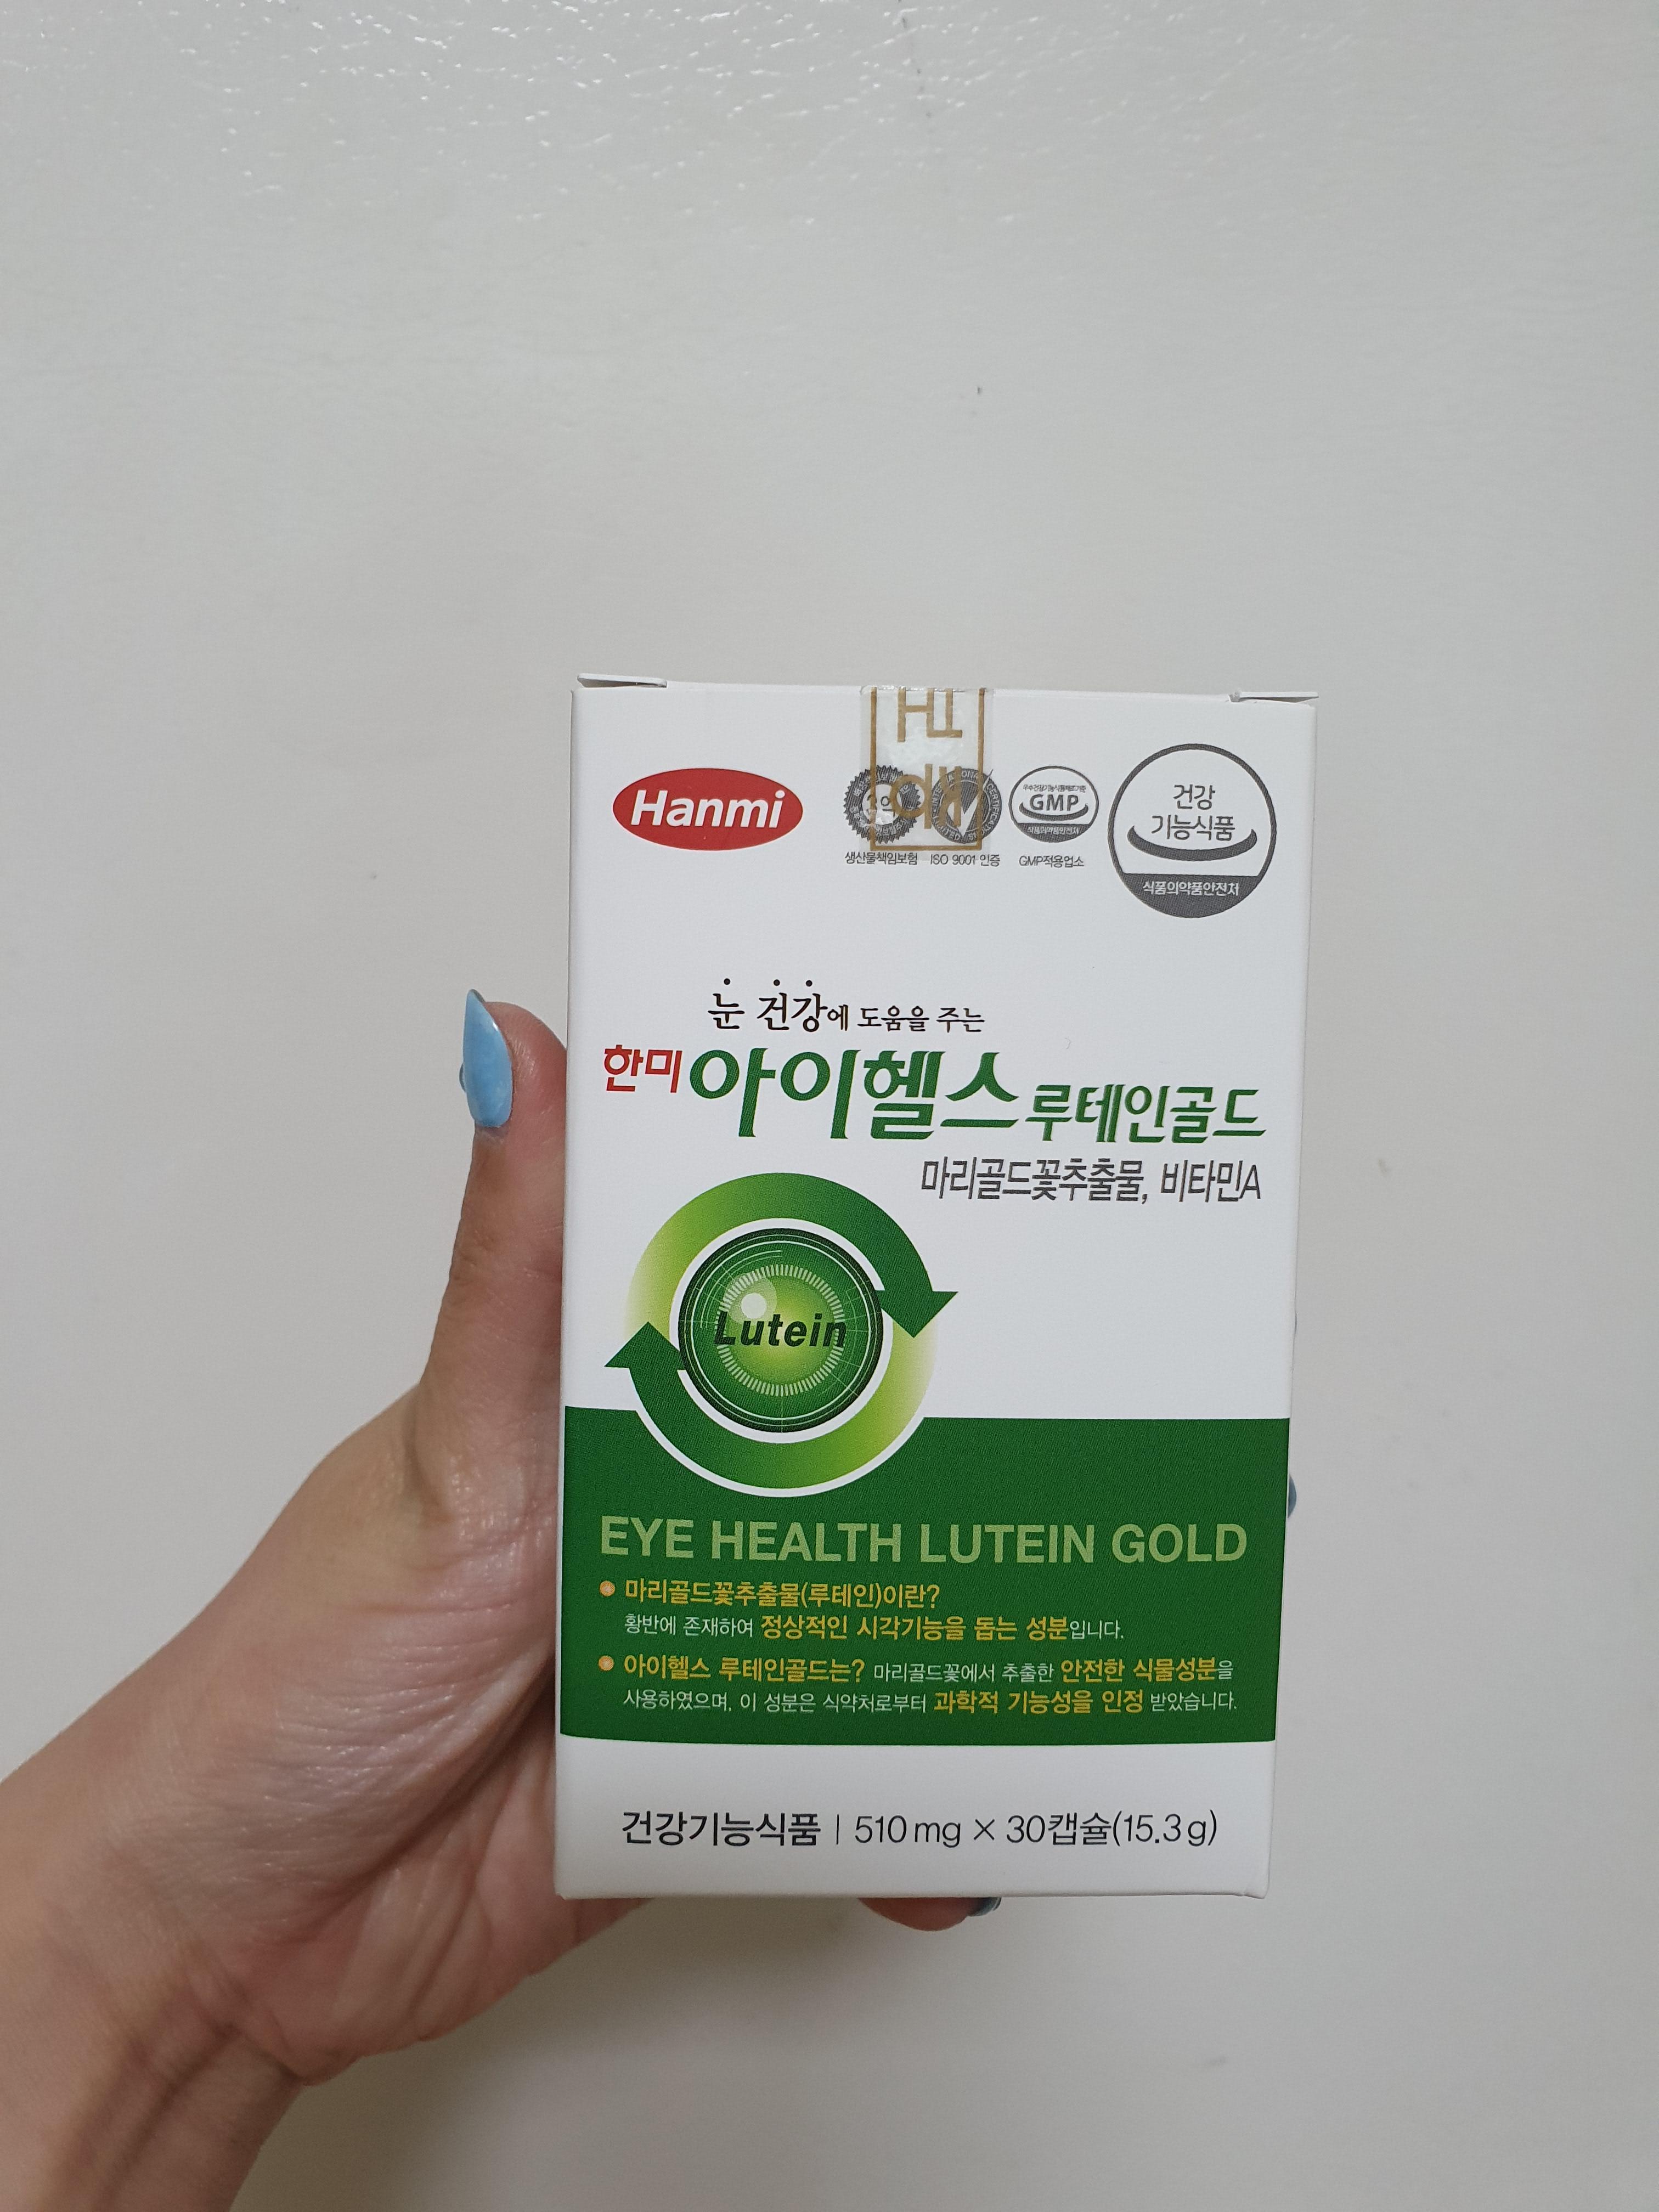 Hanmi
생산물책임보험 ISO 9001 인증 GMP적용업소
GMP
식품의약품안전처
건강
기능식품
식품의약품안전처
눈 건강에 도움을 주는
한미 아이헬스 루테인골드
마리골드꽃추출물, 비타민A
Lutein
EYE HEALTH LUTEIN GOLD
마리골드꽃추출물(루테인)이란?
황반에 존재하여 정상적인 시각기능을 돕는 성분입니다.
아이헬스 루테인골드는? 마리골드꽃에서 추출한 안전한 식물성분을
사용하였으며, 이 성분은 식약처로부터 과학적 기능성을 인정 받았습니다.
건강기능식품 | 510 mg × 30캡슐(15.3 g)